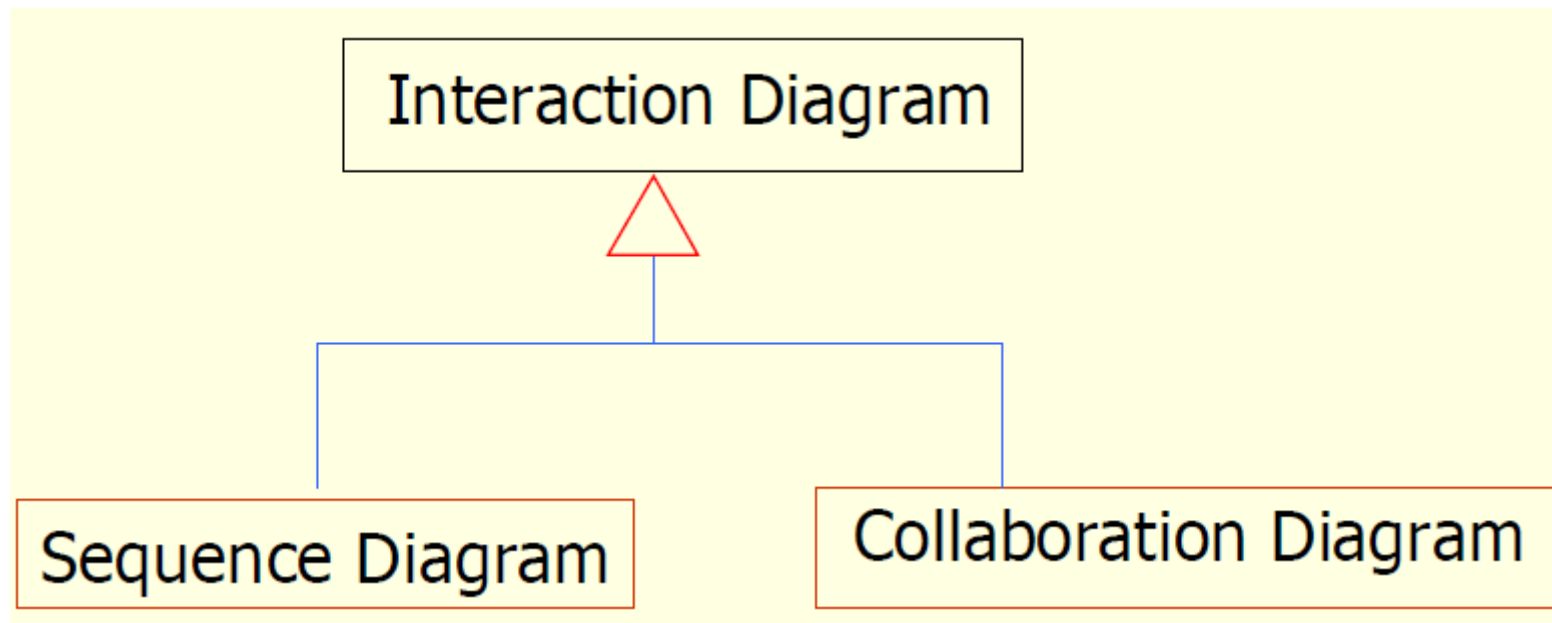 Interaction Diagram
Sequence Diagram
Collaboration Diagram